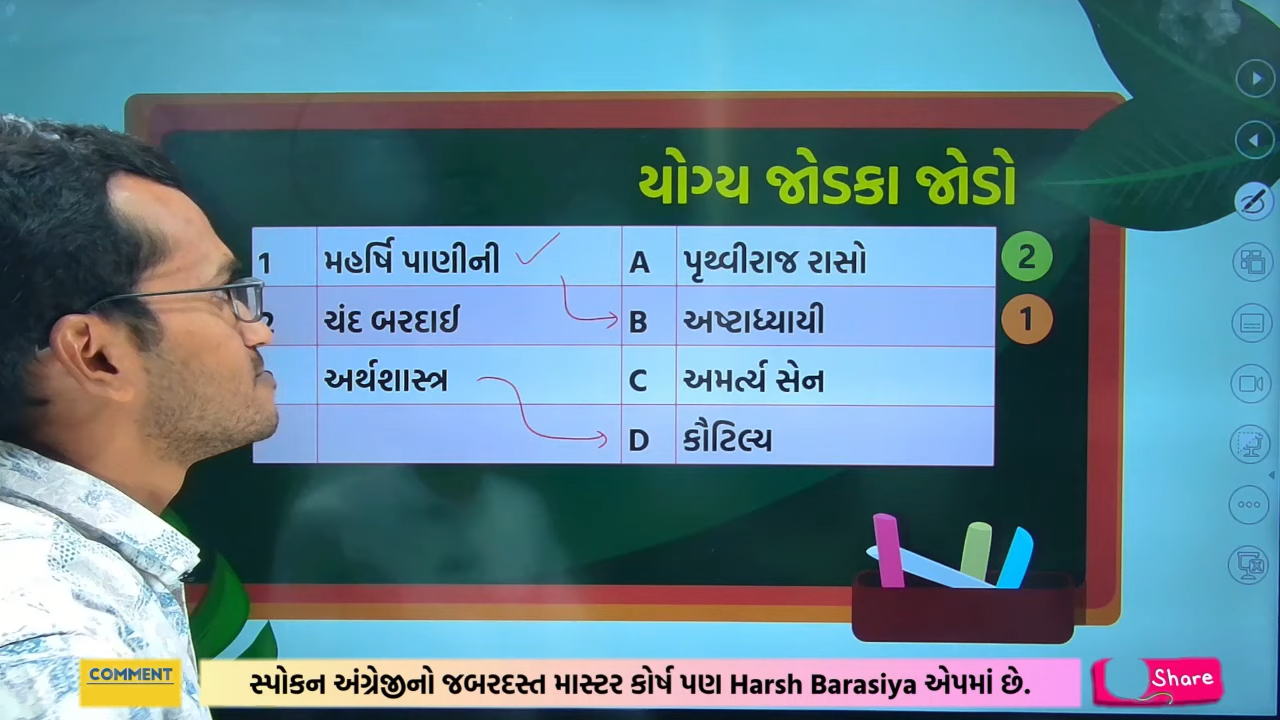 યોગ્ય જોડકા જોડો
1 મહર્ષિ પાણીની A પૃથ્વીરાજ રાસો 2
2 ચંદ બરદાઈ B અષ્ટાધ્યાયી 1
અર્થશાસ્ત્ર C અમર્ત્ય સેન
D કૌટિલ્ય
COMMENT સ્પોકન અંગ્રેજીનો જબરદસ્ત માસ્ટર કોર્ષ પણ Harsh Barasiya એપમાં છે. Share